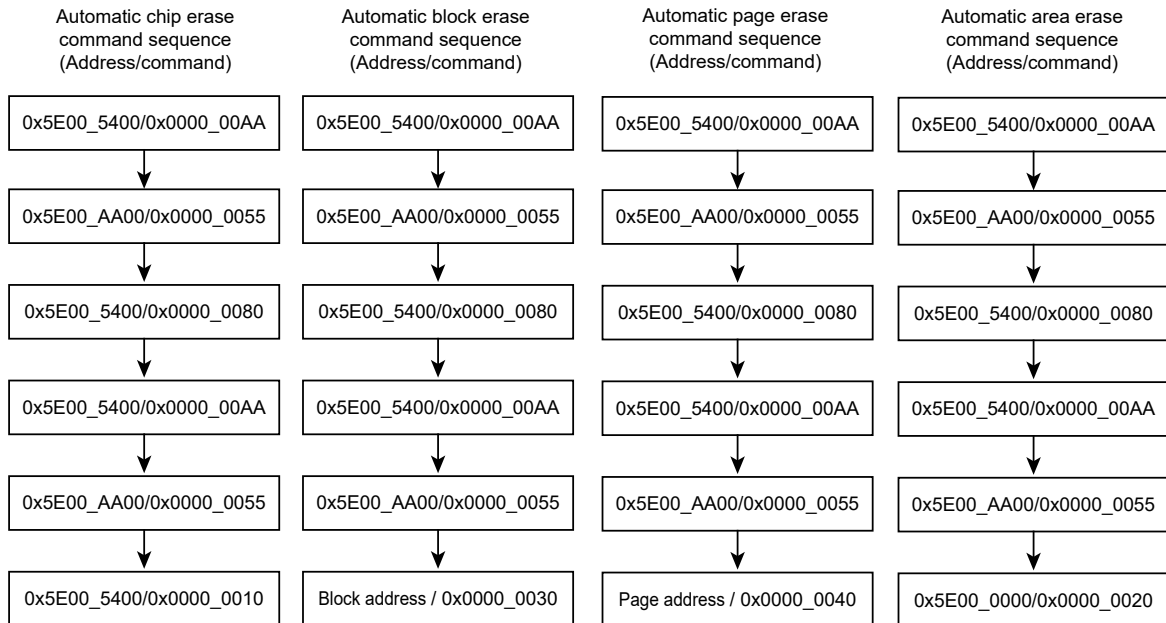 Automatic chip erase
command sequence
(Address/command)
0x5E00_5400/0x0000_00AA
0x5E00_AA00/0x0000_0055
0x5E00_5400/0x0000_0080
0x5E00_5400/0x0000_00AA
0x5E00_AA00/0x0000_0055
0x5E00_5400/0x0000_0010
Automatic block erase
command sequence
(Address/command)
0x5E00_5400/0x0000_00AA
0x5E00_AA00/0x0000_0055
0x5E00_5400/0x0000_0080
0x5E00_5400/0x0000_00AA
0x5E00_AA00/0x0000_0055
Block address / 0x0000_0030
Automatic page erase
command sequence
(Address/command)
0x5E00_5400/0x0000_00AA
0x5E00_AA00/0x0000_0055
0x5E00_5400/0x0000_0080
0x5E00_5400/0x0000_00AA
0x5E00_AA00/0x0000_0055
Page address / 0x0000_0040
Automatic area erase
command sequence
(Address/command)
0x5E00_5400/0x0000_00AA
0x5E00_AA00/0x0000_0055
0x5E00_5400/0x0000_0080
0x5E00_5400/0x0000_00AA
0x5E00_AA00/0x0000_0055
0x5E00_0000/0x0000_0020